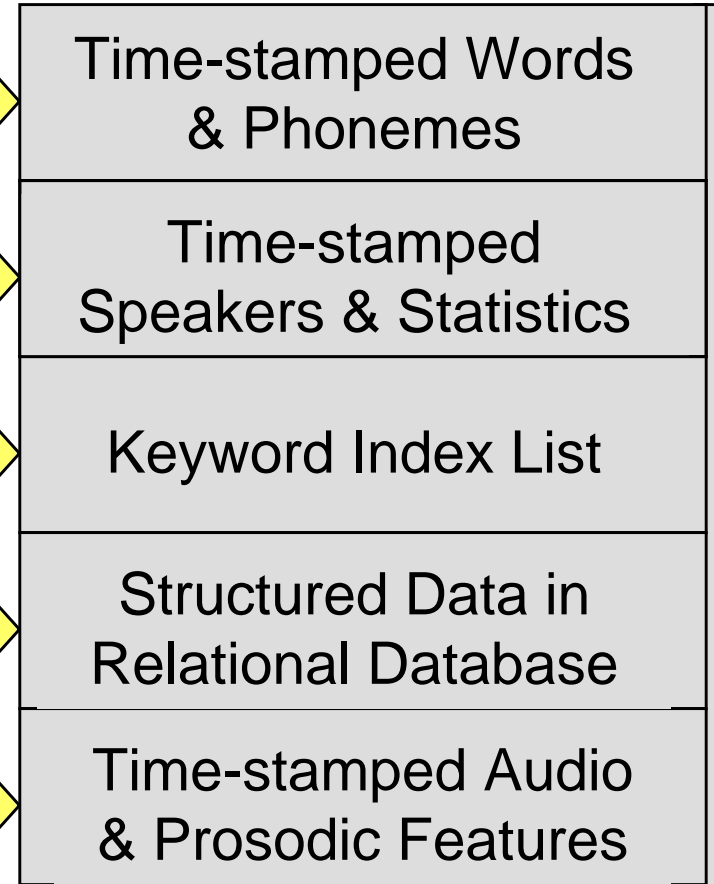 Time-stamped Words
& Phonemes
Time-stamped
Speakers & Statistics
Keyword Index List
Structured Data in
Relational Database
Time-stamped Audio
& Prosodic Features